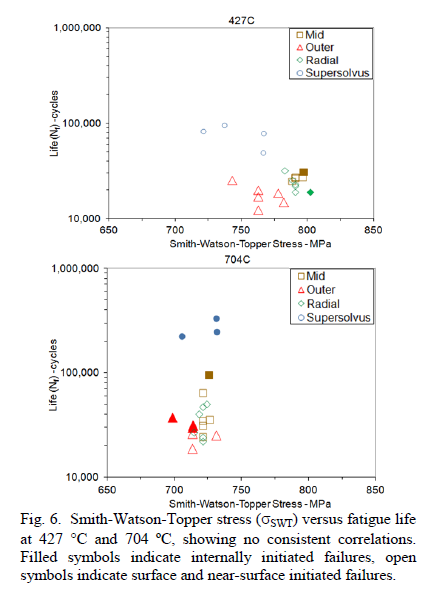 427C
1,000,000
Mid
Outer
Radial
Supersolvus
Life (Nf) -cycles
100,000
10,000
650 700 750 800 850
Smith-Watson-Topper Stress - MPa
704C
1,000,000
Mid
Outer
Radial
Supersolvus
Life (Nf) -cycles
100,000
10,000
650 700 750 800 850
Smith-Watson-Topper Stress - MPa
Fig. 6. Smith-Watson-Topper stress (σSWT) versus fatigue life
at 427 °C and 704 °C, showing no consistent correlations.
Filled symbols indicate internally initiated failures, open
symbols indicate surface and near-surface initiated failures.